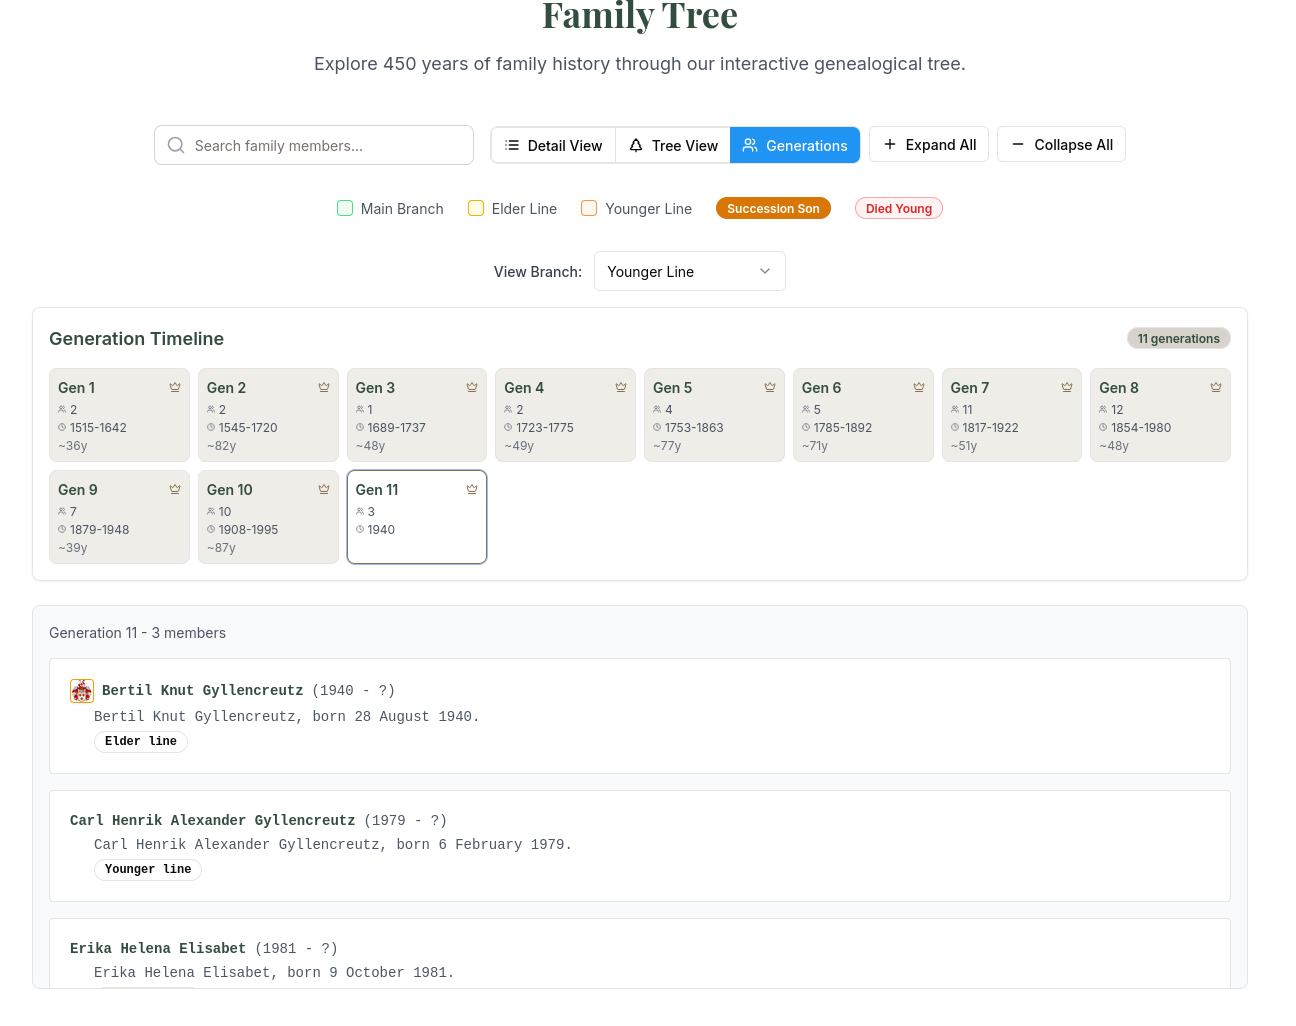 Family Tree
Explore 450 years of family history through our interactive genealogical tree.
Search family members...
Detail View
Tree View
Generations
Expand All
Collapse All
Main Branch
Elder Line
Younger Line
Succession Son
Died Young
View Branch:
Younger Line
Generation Timeline
11 generations
Gen 1
2
1515-1642
~36y
Gen 2
2
1545-1720
~82y
Gen 3
1
1689-1737
~48y
Gen 4
2
1723-1775
~49y
Gen 5
4
1753-1863
~77y
Gen 6
5
1785-1892
~71y
Gen 7
11
1817-1922
~51y
Gen 8
12
1854-1980
~48y
Gen 9
7
1879-1948
~39y
Gen 10
10
1908-1995
~87y
Gen 11
3
1940
Generation 11 - 3 members
Bertil Knut Gyllencreutz (1940 - ?)
Bertil Knut Gyllencreutz, born 28 August 1940.
Elder line
Carl Henrik Alexander Gyllencreutz (1979 - ?)
Carl Henrik Alexander Gyllencreutz, born 6 February 1979.
Younger line
Erika Helena Elisabet (1981 - ?)
Erika Helena Elisabet, born 9 October 1981.